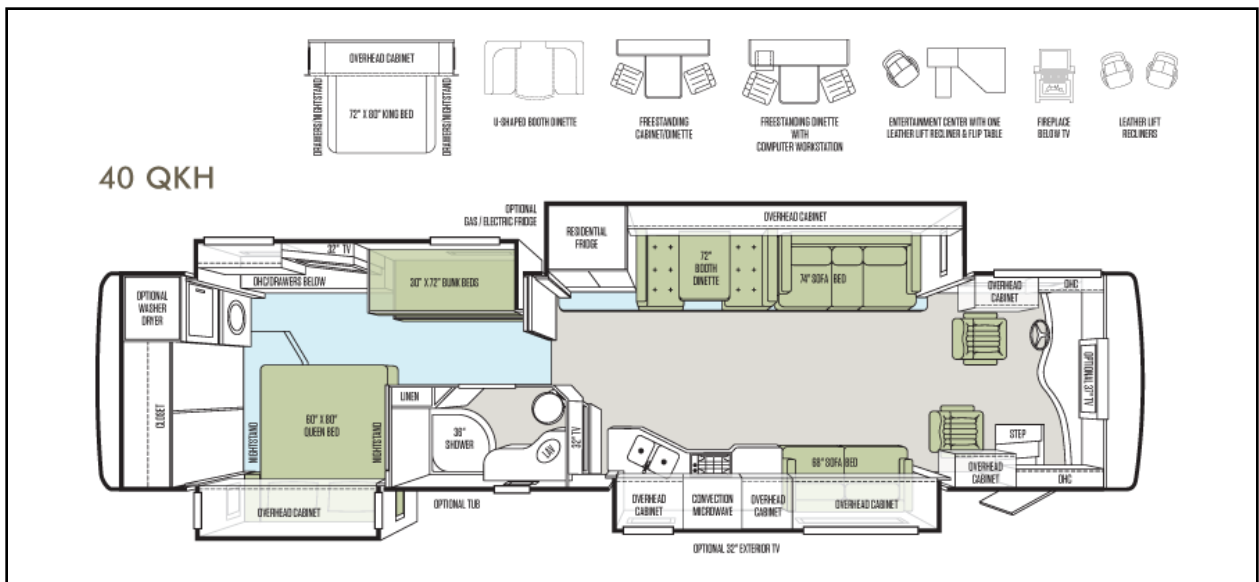 OVERHEAD CABINET
DRAWERS/NIGHTSTAND
72" X 80" KING BED
DRAWERS/NIGHTSTAND
U-SHAPED BOOTH DINETTE
FREESTANDING
CABINET/DINETTE
FREESTANDING DINETTE
WITH
COMPUTER WORKSTATION
ENTERTAINMENT CENTER WITH ONE
LEATHER LIFT RECLINER & FLIP TABLE
FIREPLACE
BELOW TV
LEATHER LIFT
RECLINERS
40 QKH
OPTIONAL
GAS / ELECTRIC FRIDGE
RESIDENTIAL
FRIDGE
OVERHEAD CABINET
32" TV
OHC/DRAWERS BELOW
30" X 72" BUNK BEDS
72"
BOOTH
DINETTE
74" SOFA BED
OPTIONAL
WASHER
DRYER
OVERHEAD
CABINET
OHC
OPTIONAL 37" TV
CLOSET
NIGHTSTAND
60" X 80"
QUEEN BED
NIGHTSTAND
LINEN
36"
SHOWER
LAV
32" TV
68" SOFA BED
STEP
OVERHEAD
CABINET
OHC
OVERHEAD CABINET
OPTIONAL TUB
OVERHEAD
CABINET
CONVECTION
MICROWAVE
OVERHEAD
CABINET
OVERHEAD CABINET
OPTIONAL 32" EXTERIOR TV